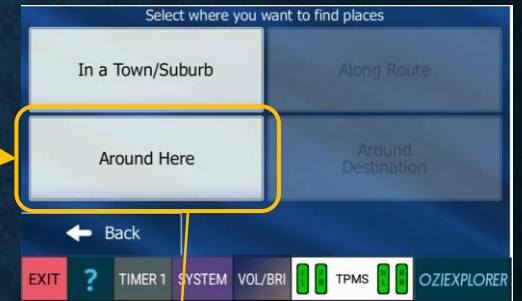 Select where you want to find places
In a Town/Suburb
Along Route
Around Here
Around
Destination
Back
EXIT ? TIMER 1 SYSTEM VOL/BRI F L F R TPMS R L R R OZIEXPLORER